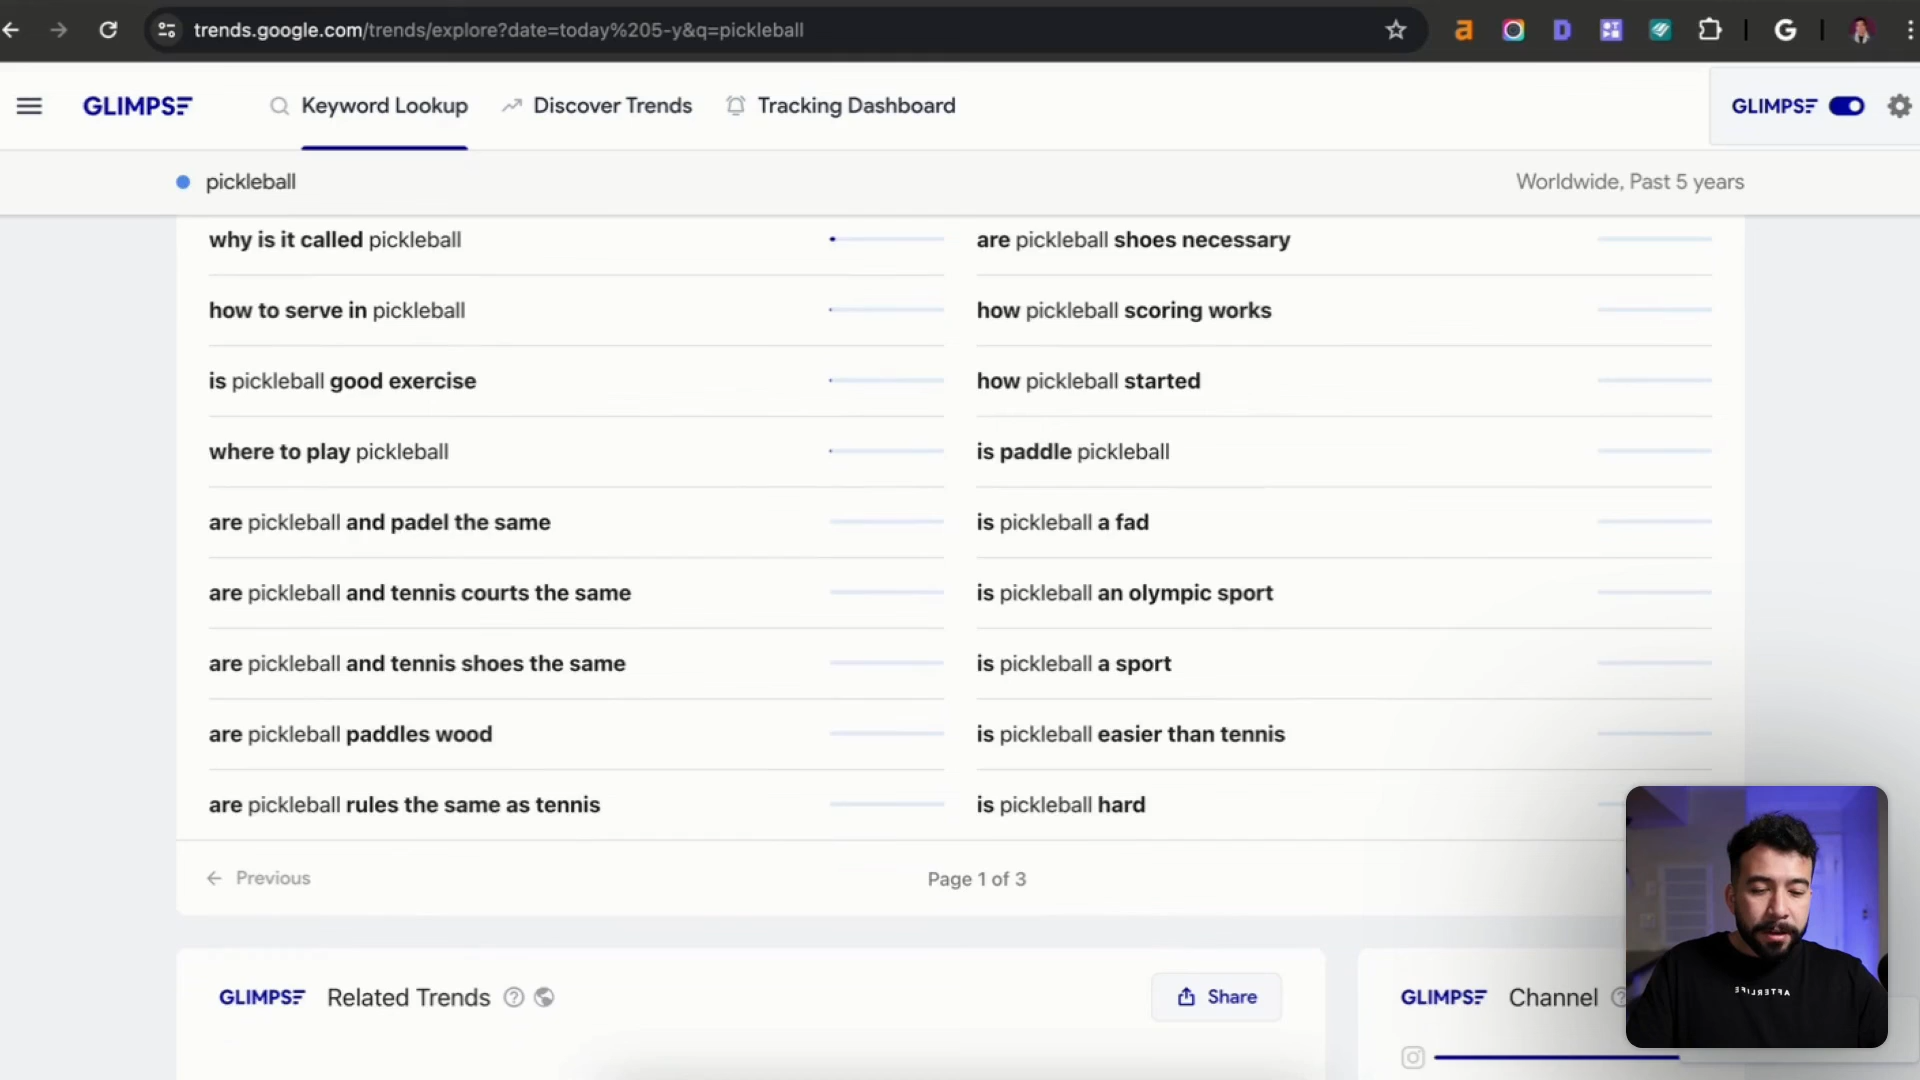 trends.google.com/trends/explore?date=today%205-y&q=pickleball
GLIMPSE
Keyword Lookup
Discover Trends
Tracking Dashboard
GLIMPSE
pickleball
Worldwide, Past 5 years
why is it called pickleball
are pickleball shoes necessary
how to serve in pickleball
how pickleball scoring works
is pickleball good exercise
how pickleball started
where to play pickleball
is paddle pickleball
are pickleball and padel the same
is pickleball a fad
are pickleball and tennis courts the same
is pickleball an olympic sport
are pickleball and tennis shoes the same
is pickleball a sport
are pickleball paddles wood
is pickleball easier than tennis
are pickleball rules the same as tennis
is pickleball hard
← Previous
Page 1 of 3
GLIMPSE Related Trends
Share
GLIMPSE Channel
AFTERLIFE